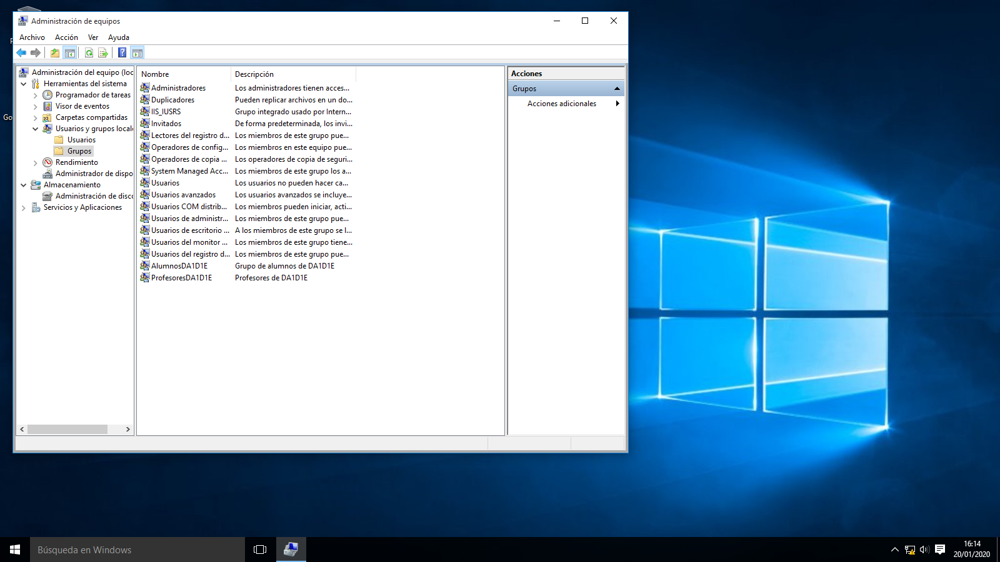 Administración de equipos
Archivo Acción Ver Ayuda
Administración del equipo (loc
Herramientas del sistema
Programador de tareas
Visor de eventos
Carpetas compartidas
Usuarios y grupos locale
Usuarios
Grupos
Rendimiento
Administrador de dispo
Almacenamiento
Administración de disco
Servicios y Aplicaciones
Nombre Descripción
Administradores Los administradores tienen acces...
Duplicadores Pueden replicar archivos en un do...
IIS_IUSRS Grupo integrado usado por Intern...
Invitados De forma predeterminada, los invi...
Lectores del registro d... Los miembros de este grupo pue...
Operadores de config... Los miembros en este equipo pue...
Operadores de copia ... Los operadores de copia de seguri...
System Managed Acc... Los miembros de este grupo los a...
Usuarios Los usuarios no pueden hacer ca...
Usuarios avanzados Los usuarios avanzados se incluye...
Usuarios COM distrib... Los miembros pueden iniciar, acti...
Usuarios de administr... Los miembros de este grupo pue...
Usuarios de escritorio ... A los miembros de este grupo se l...
Usuarios del monitor ... Los miembros de este grupo tiene...
Usuarios del registro d... Los miembros de este grupo pue...
AlumnosDA1D1E Grupo de alumnos de DA1D1E
ProfesoresDA1D1E Profesores de DA1D1E
Acciones
Grupos
Acciones adicionales
Go
Búsqueda en Windows
16:14
20/01/2020